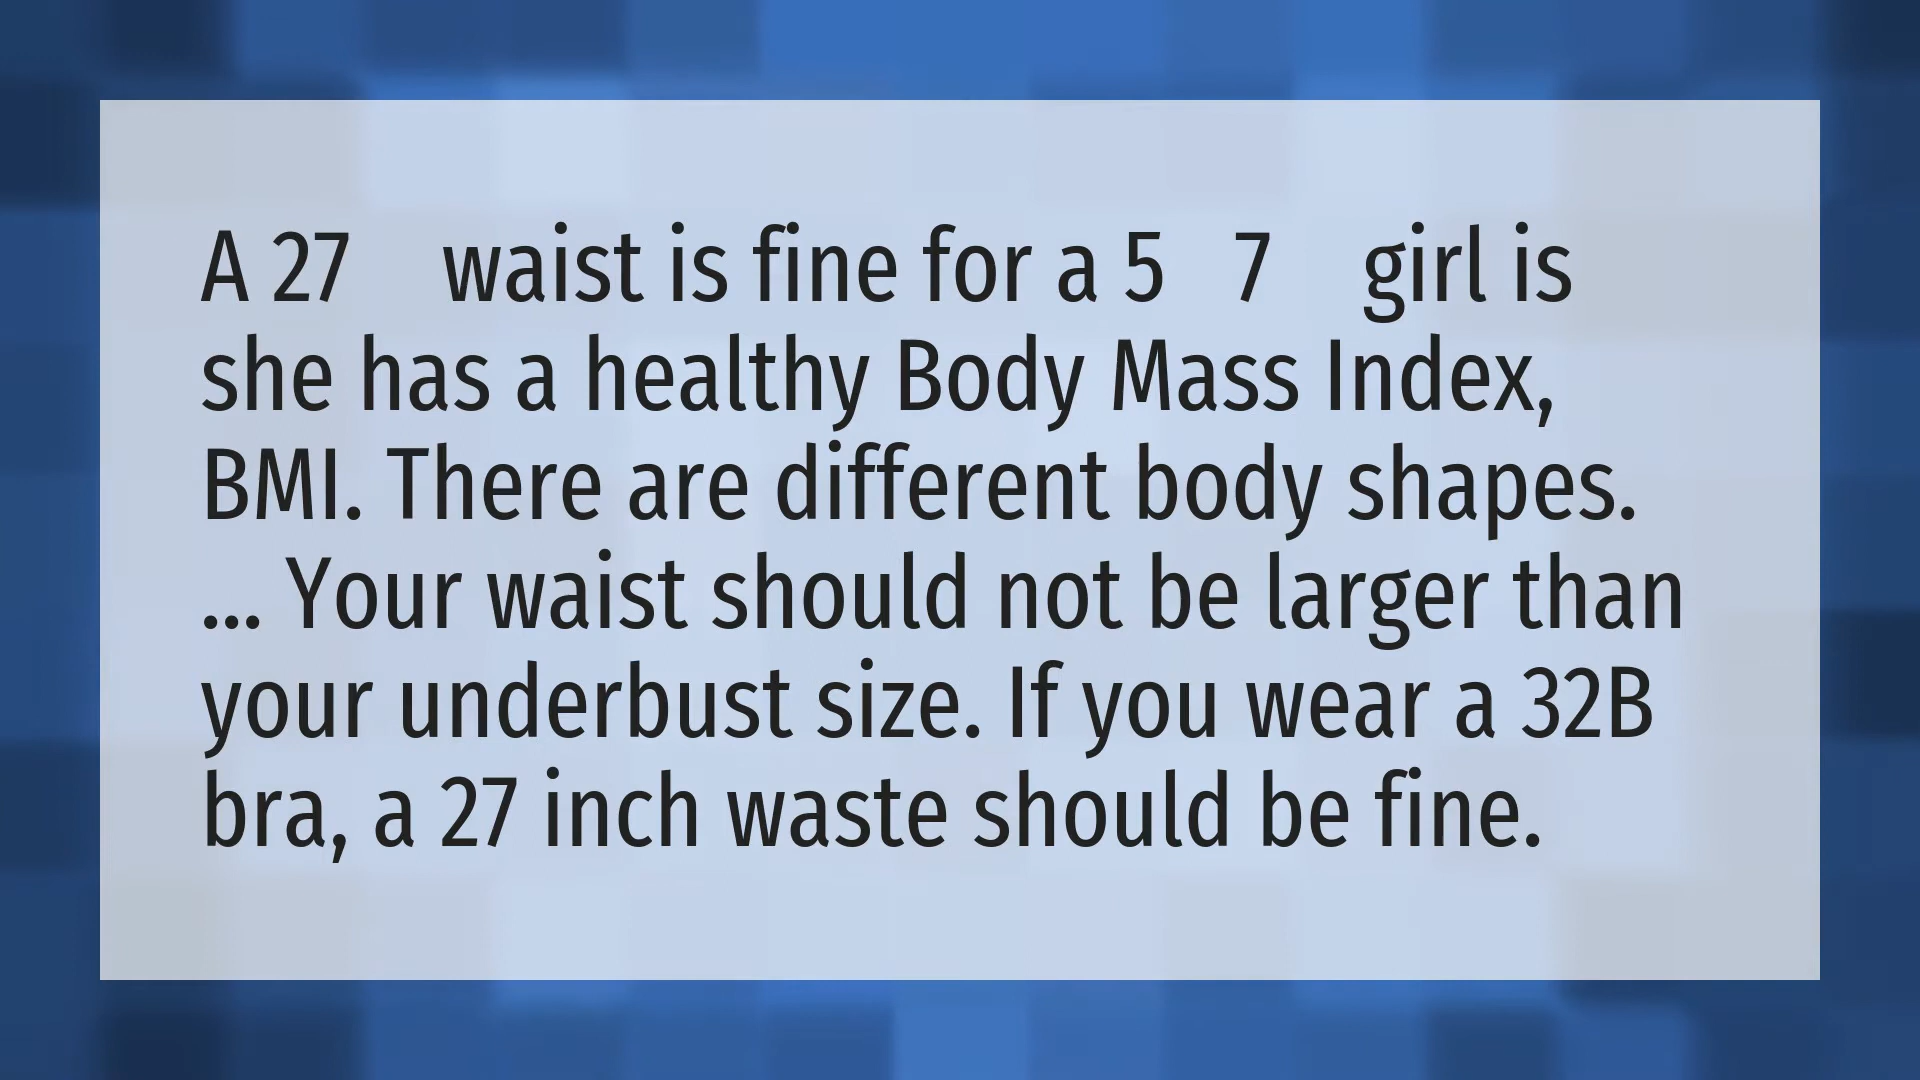 A 27 waist is fine for a 5 7 girl is
she has a healthy Body Mass Index,
BMI. There are different body shapes.
... Your waist should not be larger than
your underbust size. If you wear a 32B
bra, a 27 inch waste should be fine.